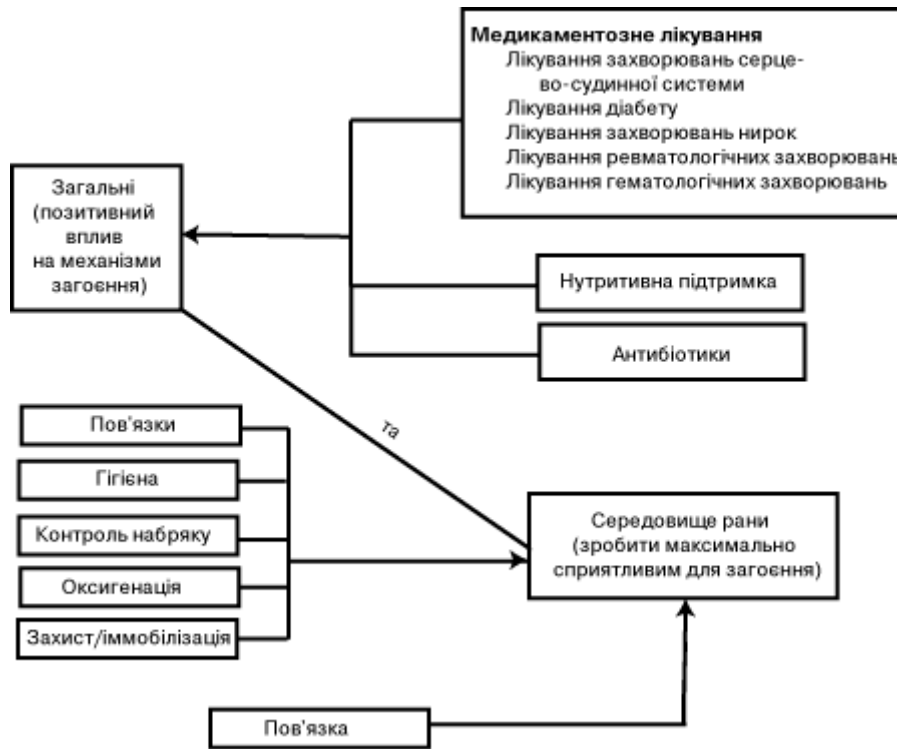 Медикаментозне лікування
Лікування захворювань серце-
во-судинної системи
Лікування діабету
Лікування захворювань нирок
Лікування ревматологічних захворювань
Лікування гематологічних захворювань
Загальні
(позитивний
вплив
на механізми
загоєння)
Нутритивна підтримка
Антибіотики
та
Пов'язки
Гігієна
Контроль набряку
Оксигенація
Захист/іммобілізація
Середовище рани
(зробити максимально
сприятливим для загоєння)
Пов'язка